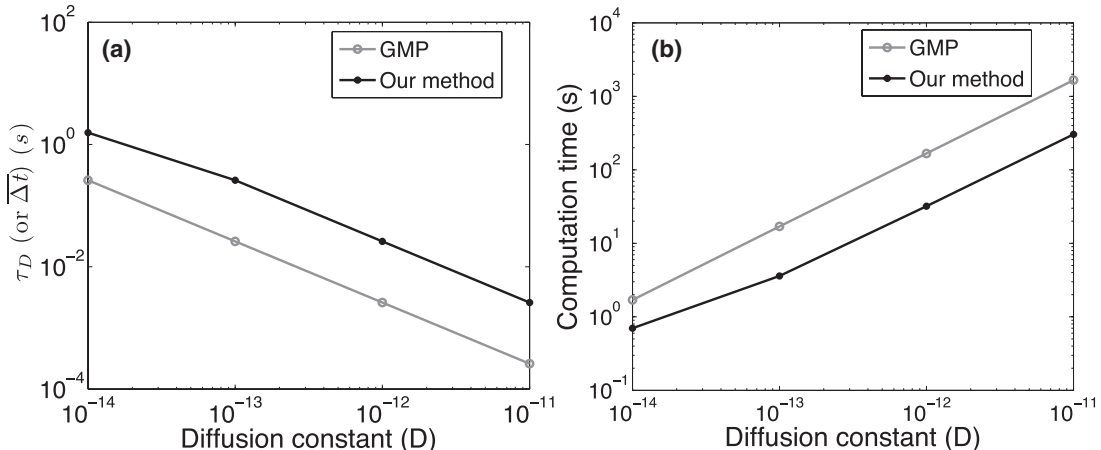 (a)
GMP
Our method
10^2
10^0
10^−2
10^−4
τ_D (or \overline{Δt}) (s)
10^−14 10^−13 10^−12 10^−11
Diffusion constant (D)
(b)
GMP
Our method
10^4
10^3
10^2
10^1
10^0
10^−1
Computation time (s)
10^−14 10^−13 10^−12 10^−11
Diffusion constant (D)